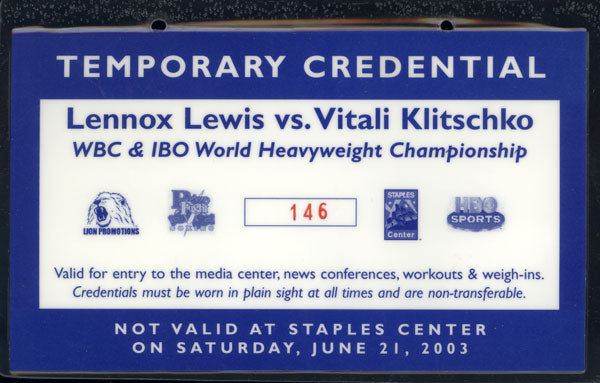 TEMPORARY CREDENTIAL
Lennox Lewis vs. Vitali Klitschko
WBC & IBO World Heavyweight Championship
LION PROMOTIONS
146
STAPLES
Center
HBO
SPORTS
Valid for entry to the media center, news conferences, workouts & weigh-ins.
Credentials must be worn in plain sight at all times and are non-transferable.
NOT VALID AT STAPLES CENTER
ON SATURDAY, JUNE 21, 2003